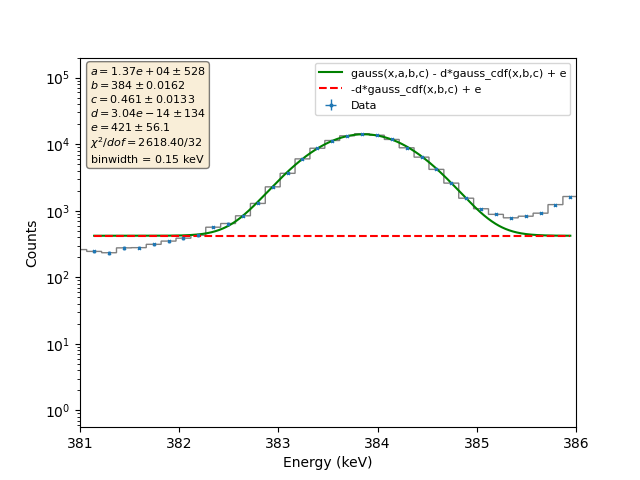 a = 1.37e + 04 ± 528
b = 384 ± 0.0162
c = 0.461 ± 0.0133
d = 3.04e − 14 ± 134
e = 421 ± 56.1
χ²/dof = 2618.40/32
binwidth = 0.15 keV
gauss(x,a,b,c) - d*gauss_cdf(x,b,c) + e
-d*gauss_cdf(x,b,c) + e
Data
10⁵
10⁴
10³
10²
10¹
10⁰
Counts
381 382 383 384 385 386
Energy (keV)